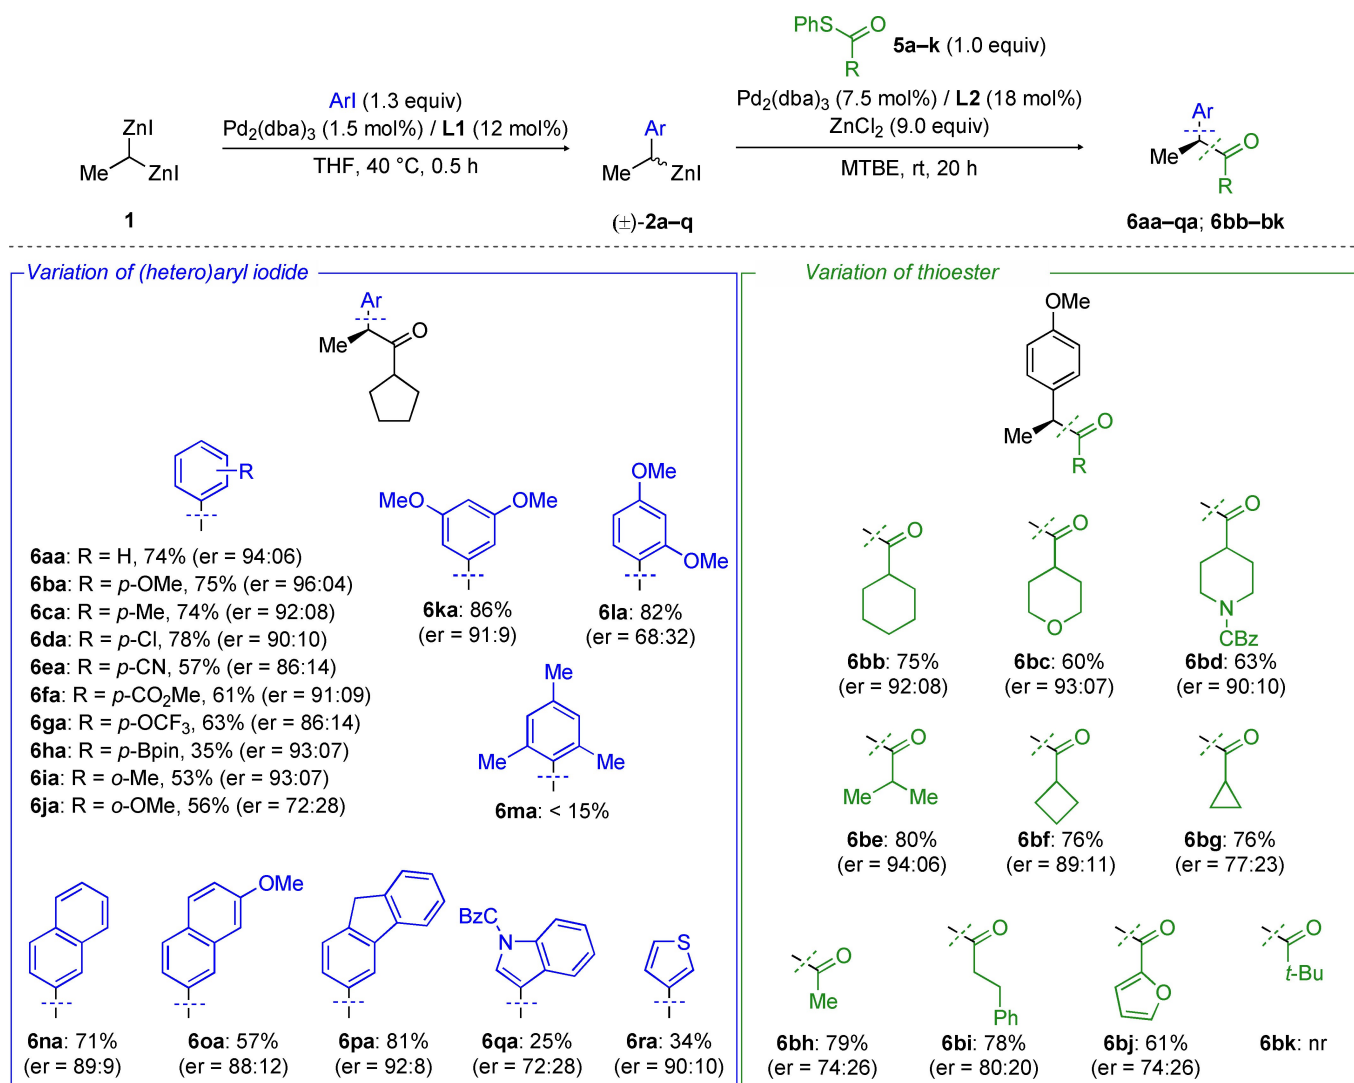 PhS
O
5a–k (1.0 equiv)
R
ArI (1.3 equiv)
Pd2(dba)3 (1.5 mol%) / L1 (12 mol%)
THF, 40 °C, 0.5 h
Pd2(dba)3 (7.5 mol%) / L2 (18 mol%)
ZnCl2 (9.0 equiv)
MTBE, rt, 20 h
ZnI
Me
ZnI
1
Ar
Me
ZnI
(±)-2a–q
Ar
Me
O
R
6aa–qa; 6bb–bk
Variation of (hetero)aryl iodide
Ar
Me
O
R
6aa: R = H, 74% (er = 94:06)
6ba: R = p-OMe, 75% (er = 96:04)
6ca: R = p-Me, 74% (er = 92:08)
6da: R = p-Cl, 78% (er = 90:10)
6ea: R = p-CN, 57% (er = 86:14)
6fa: R = p-CO2Me, 61% (er = 91:09)
6ga: R = p-OCF3, 63% (er = 86:14)
6ha: R = p-Bpin, 35% (er = 93:07)
6ia: R = o-Me, 53% (er = 93:07)
6ja: R = o-OMe, 56% (er = 72:28)
MeO
OMe
6ka: 86%
(er = 91:9)
OMe
OMe
6la: 82%
(er = 68:32)
Me
Me
Me
6ma: < 15%
6na: 71%
(er = 89:9)
OMe
6oa: 57%
(er = 88:12)
6pa: 81%
(er = 92:8)
BzC
N
6qa: 25%
(er = 72:28)
S
6ra: 34%
(er = 90:10)
Variation of thioester
OMe
Me
O
R
O
6bb: 75%
(er = 92:08)
O
O
6bc: 60%
(er = 93:07)
O
N
CBz
6bd: 63%
(er = 90:10)
O
Me
Me
6be: 80%
(er = 94:06)
O
6bf: 76%
(er = 89:11)
O
6bg: 76%
(er = 77:23)
O
Me
6bh: 79%
(er = 74:26)
O
Ph
6bi: 78%
(er = 80:20)
O
O
6bj: 61%
(er = 74:26)
O
t-Bu
6bk: nr